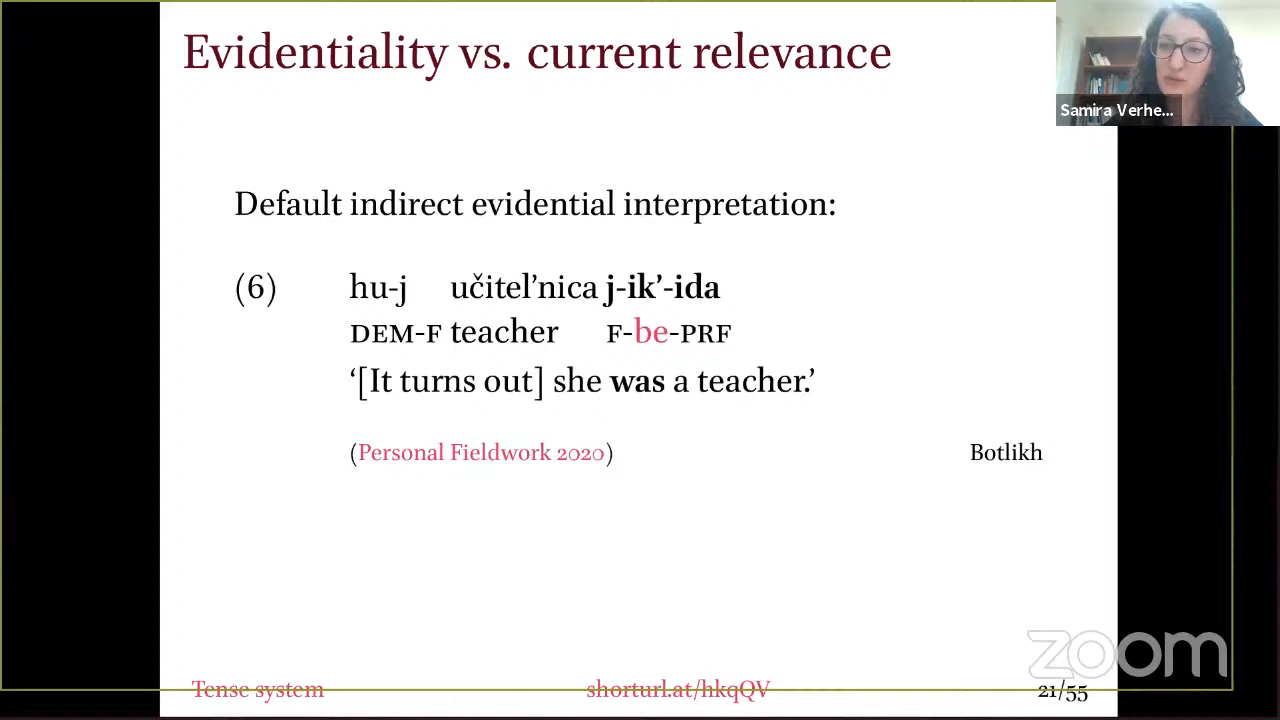 Evidentiality vs. current relevance
Samira Verhe...
Default indirect evidential interpretation:
(6) hu-j učitel’nica j-ik’-ida
DEM-F teacher F-be-PRF
‘[It turns out] she was a teacher.’
(Personal Fieldwork 2020) Botlikh
zoom
Tense system shorturl.at/hkqQV 21/55